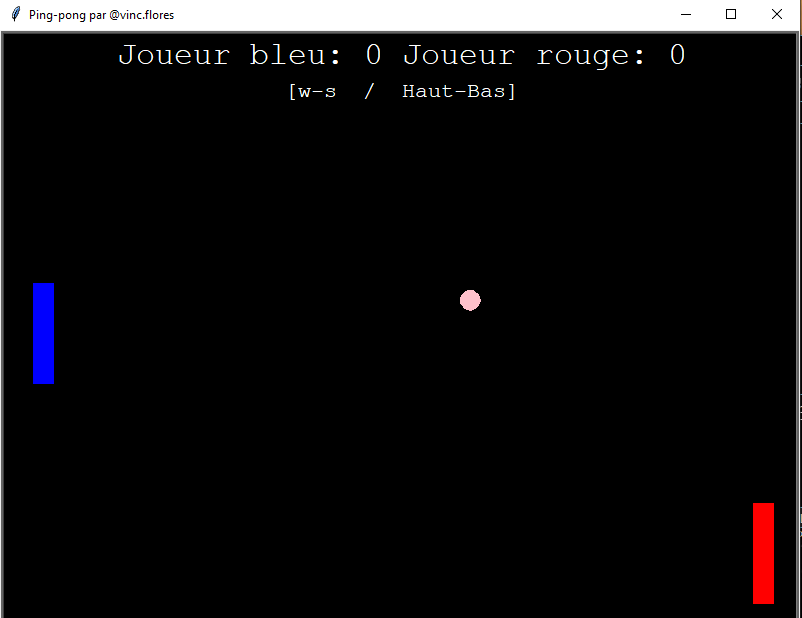 Ping-pong par @vinc.flores
Joueur bleu: 0 Joueur rouge: 0
[w-s / Haut-Bas]